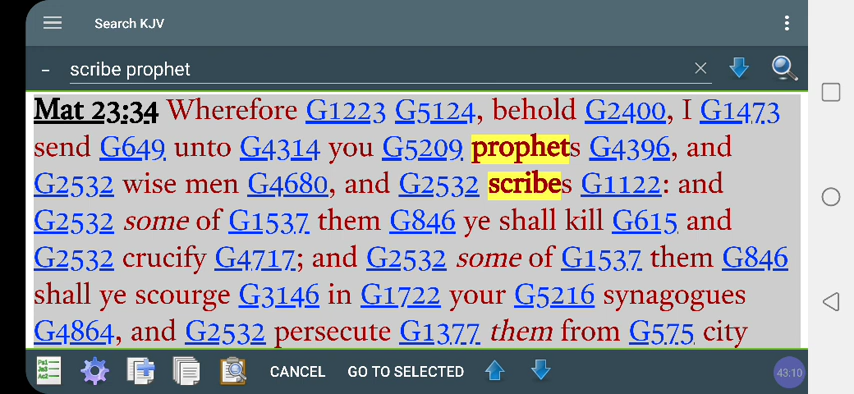 Search KJV
- scribe prophet
Mat 23:34 Wherefore G1223 G5124, behold G2400, I G1473
send G649 unto G4314 you G5209 prophets G4396, and
G2532 wise men G4680, and G2532 scribes G1122: and
G2532 some of G1537 them G846 ye shall kill G615 and
G2532 crucify G4717; and G2532 some of G1537 them G846
shall ye scourge G3146 in G1722 your G5216 synagogues
G4864, and G2532 persecute G1377 them from G575 city
CANCEL GO TO SELECTED 43:10